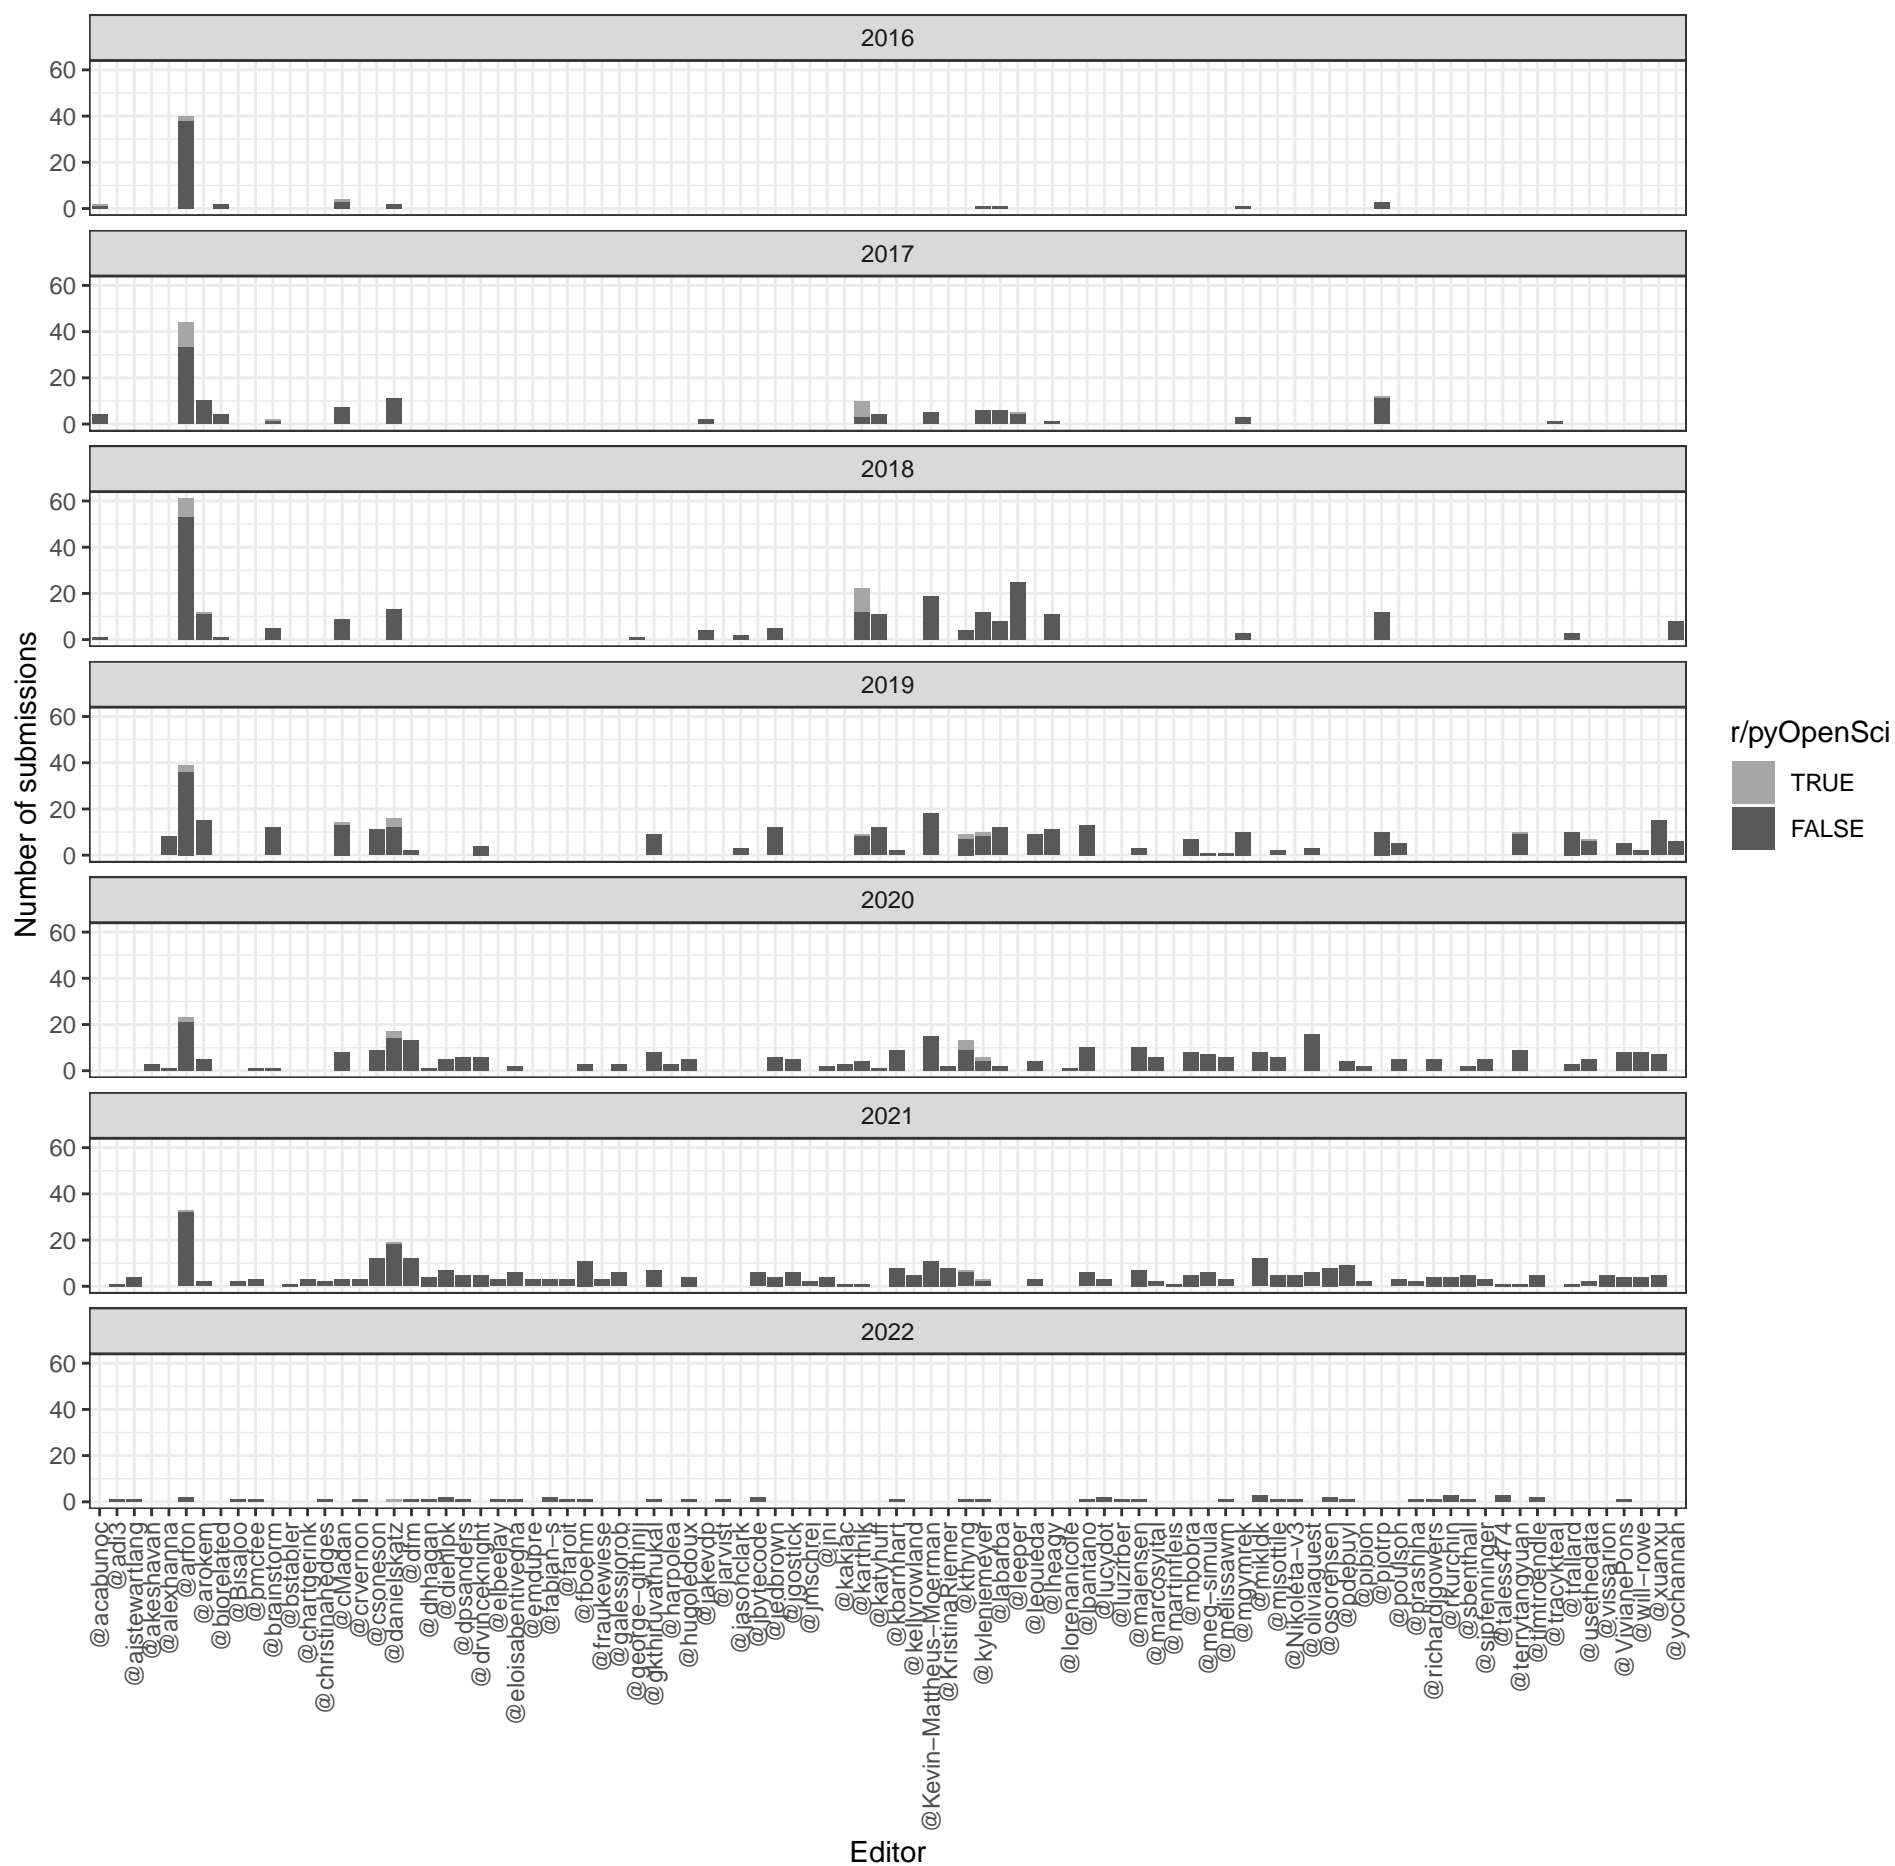 2016
60
40
20
0
2017
60
40
20
0
2018
60
40
20
0
2019
60
40
20
0
2020
60
40
20
0
2021
60
40
20
0
2022
60
40
20
0
Number of submissions
@acabunoc
@adi3
@ajstewartlang
@akeshavan
@alexhanna
@arfon
@arokem
@biorelated
@Bisaloo
@bmcfee
@brainstorm
@bstabler
@chartgerink
@christinahedges
@cMadan
@crvernon
@csoneson
@danielskatz
@dfm
@dhhagan
@diehlpk
@dpsanders
@drvinceknight
@elbeejay
@eloisabentivegna
@emdupre
@fabian-s
@faroit
@fboehm
@fraukewiese
@galessiorob
@george-githinji
@gkthiruvathukal
@harpolea
@hugoledoux
@jakevdp
@jarvist
@jasonclark
@jbytecode
@jedbrown
@jgostick
@jmschrei
@jni
@kakiac
@karthik
@katyhuff
@kbarnhart
@kellyrowland
@Kevin-Mattheus-Moerman
@KristinaRiemer
@kthyng
@kyleniemeyer
@labarba
@leeper
@leouieda
@lheagy
@lorenanicole
@lpantano
@lucydot
@luizirber
@majensen
@marcosvital
@martinfleis
@mbobra
@meg-simula
@melissawm
@mgymrek
@mikldk
@mjsottile
@Nikoleta-v3
@oliviaguest
@osorensen
@pdebuyl
@pibion
@pjotrp
@poulson
@prashjha
@richardjgowers
@rkurchin
@sbenthall
@sjpfenninger
@taless474
@terrytangyuan
@timtroendle
@tracykteal
@trallard
@usethedata
@vissarion
@VivianePons
@will-rowe
@xuanxu
@yochannah
Editor
r/pyOpenSci
TRUE
FALSE